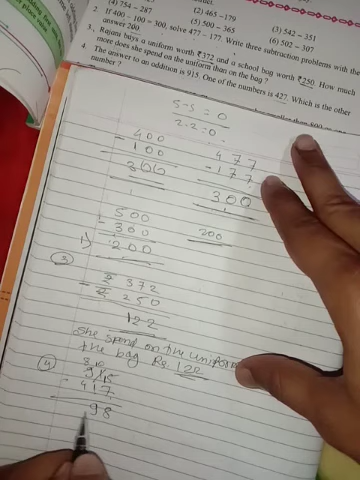 (4) 754 − 287
(2) 465 − 179
(3) 542 − 351
(5) 500 − 365
(6) 502 − 307
2. If 400 − 100 = 300, solve 477 − 177. Write three subtraction problems with the
answer 300.
3. Rajani buys a uniform worth ₹372 and a school bag worth ₹250. How much
more does she spend on the uniform than on the bag?
4. The answer to an addition is 915. One of the numbers is 427. Which is the other
number?
5-5 = 0
2-2=0
- 400
100
300
477
- 177
300
1) - 500
300
200
200
3)
- 372
250
122
She spend on the uniform
the bag Rs. 122
4)
8 10
915
- 417
98